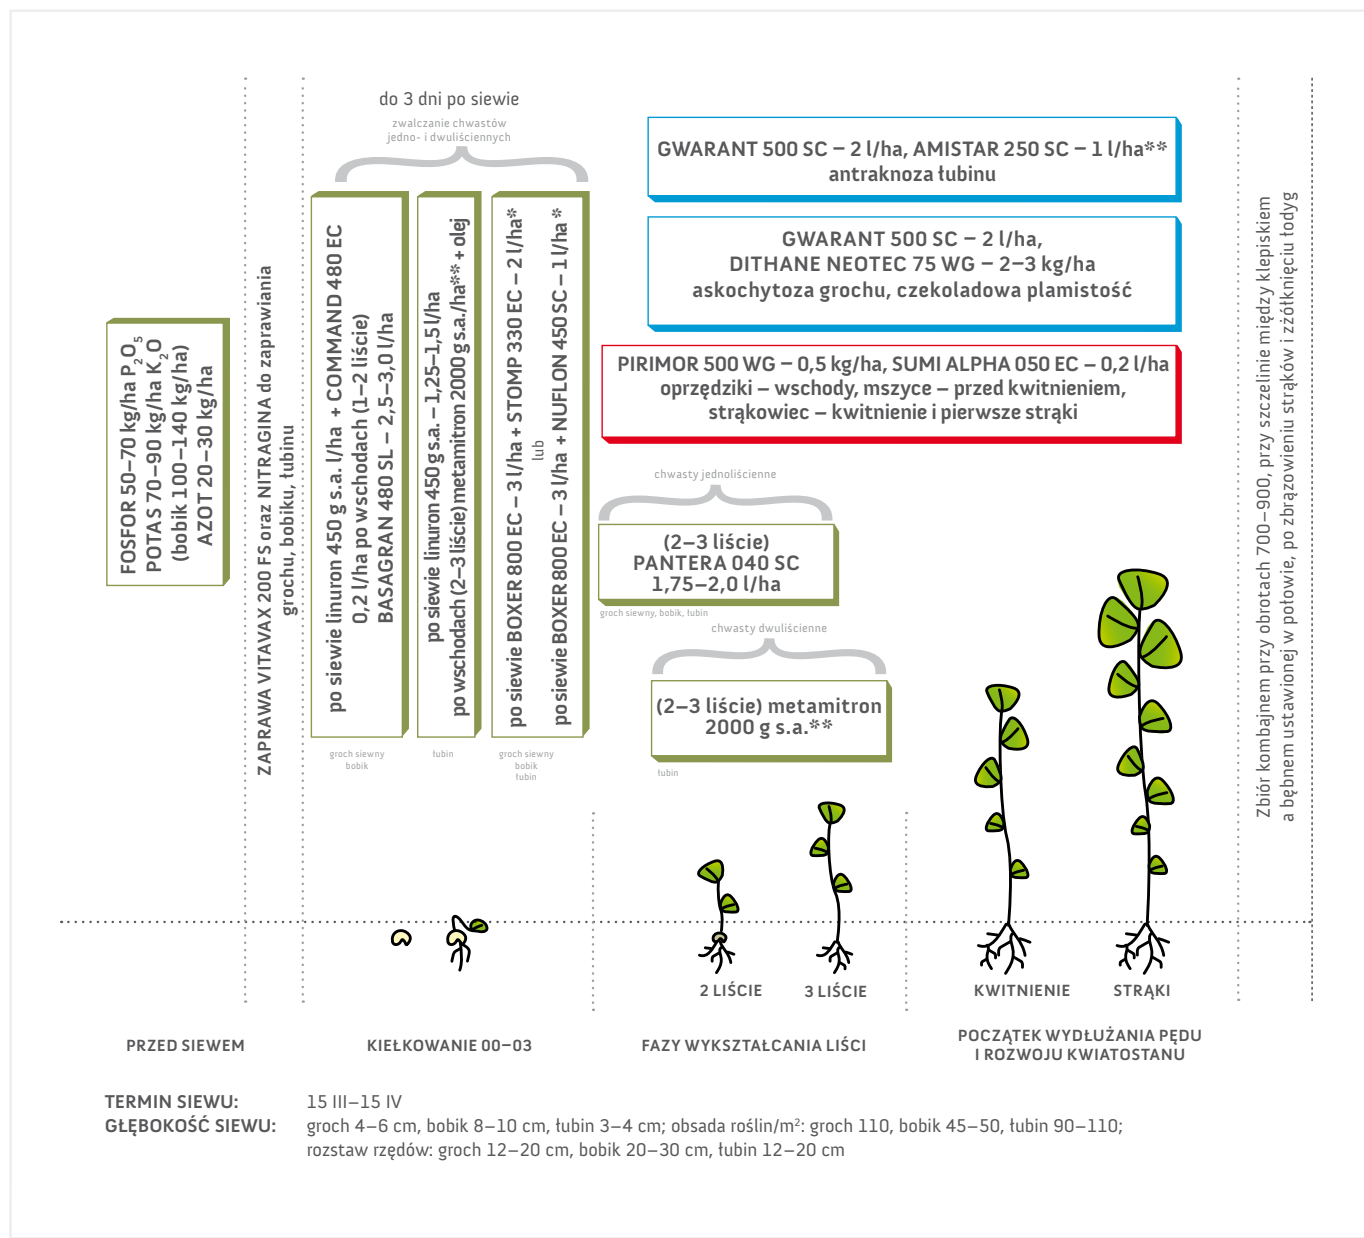 do 3 dni po siewie
zwalczanie chwastów
jedno- i dwuliściennych
FOSFOR 50–70 kg/ha P₂O₅
POTAS 70–90 kg/ha K₂O
(bobik 100–140 kg/ha)
AZOT 20–30 kg/ha
ZAPRAWA VITAVAX 200 FS oraz NITRAGINA do zaprawiania
grochu, bobiku, łubinu
po siewie linuron 450 g s.a. l/ha + COMMAND 480 EC
0,2 l/ha po wschodach (1–2 liście)
BASAGRAN 480 SL – 2,5–3,0 l/ha
groch siewny
bobik
po siewie linuron 450 g s.a. – 1,25–1,5 l/ha
po wschodach (2–3 liście) metamitron 2000 g s.a./ha** + olej
łubin
po siewie BOXER 800 EC – 3 l/ha + STOMP 330 EC – 2 l/ha*
lub
po siewie BOXER 800 EC – 3 l/ha + NUFLON 450 SC – 1 l/ha *
groch siewny
bobik
łubin
GWARANT 500 SC – 2 l/ha, AMISTAR 250 SC – 1 l/ha**
antraknoza łubinu
GWARANT 500 SC – 2 l/ha,
DITHANE NEOTEC 75 WG – 2–3 kg/ha
askochytoza grochu, czekoladowa plamistość
PIRIMOR 500 WG – 0,5 kg/ha, SUMI ALPHA 050 EC – 0,2 l/ha
oprzędziki – wschody, mszyce – przed kwitnieniem,
strąkowiec – kwitnienie i pierwsze strąki
chwasty jednoliścienne
(2–3 liście)
PANTERA 040 SC
1,75–2,0 l/ha
groch siewny, bobik, łubin
chwasty dwuliścienne
(2–3 liście) metamitron
2000 g s.a.**
łubin
Zbiór kombajnem przy obrotach 700–900, przy szczelinie między klepiskiem
a bębnem ustawionej w połowie, po zbrązowieniu strąków i zżółknięciu łodyg
2 LIŚCIE
3 LIŚCIE
KWITNIENIE
STRĄKI
PRZED SIEWEM
KIEŁKOWANIE 00–03
FAZY WYKSZTAŁCANIA LIŚCI
POCZĄTEK WYDŁUŻANIA PĘDU
I ROZWOJU KWIATOSTANU
TERMIN SIEWU: 15 III–15 IV
GŁĘBOKOŚĆ SIEWU: groch 4–6 cm, bobik 8–10 cm, łubin 3–4 cm; obsada roślin/m²: groch 110, bobik 45–50, łubin 90–110;
rozstaw rzędów: groch 12–20 cm, bobik 20–30 cm, łubin 12–20 cm